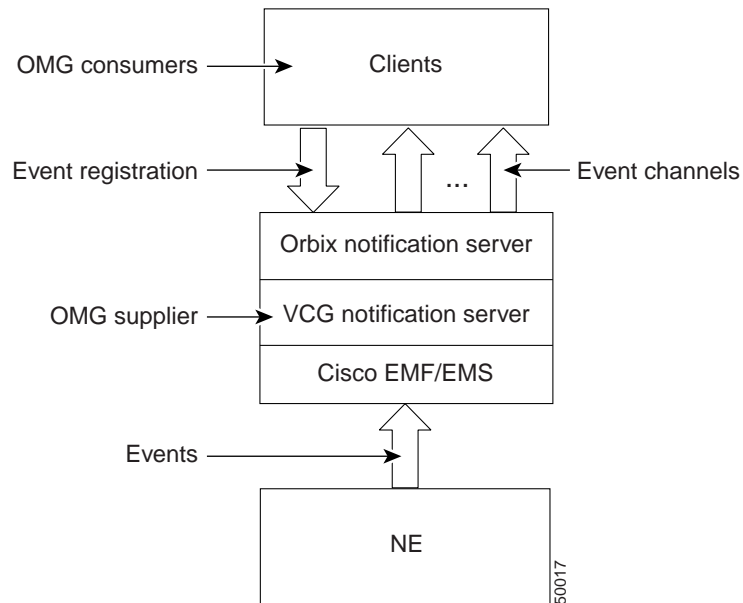 OMG consumers
Clients
Event registration
...
Event channels
Orbix notification server
OMG supplier
VCG notification server
Cisco EMF/EMS
Events
NE
50017